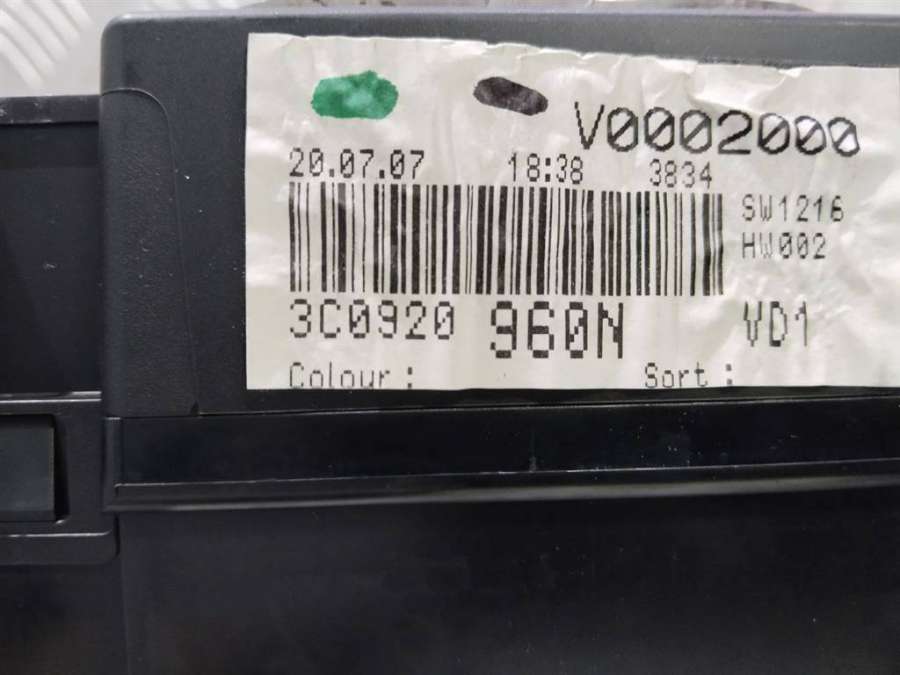 V0002000
20.07.07 18:38 3834
SW1216
HW002
3C0920 960N VD1
Colour: Sort: